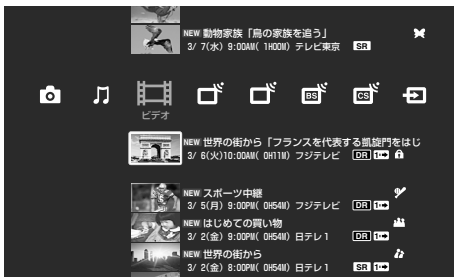 NEW 動物家族「鳥の家族を追う」
3/ 7(水) 9:00AM( 1H00M) テレビ東京 SR
BS CS
ビデオ
NEW 世界の街から「フランスを代表する凱旋門をはじ
3/ 6(火)10:00AM( 0H11M) フジテレビ DR 1
NEW スポーツ中継
3/ 5(月) 9:00PM( 0H54M) フジテレビ DR 1
NEW はじめての買い物
3/ 2(金) 9:00PM( 0H54M) 日テレ1 DR 1
NEW 世界の街から
3/ 2(金) 8:00PM( 0H54M) 日テレ1 SR 1